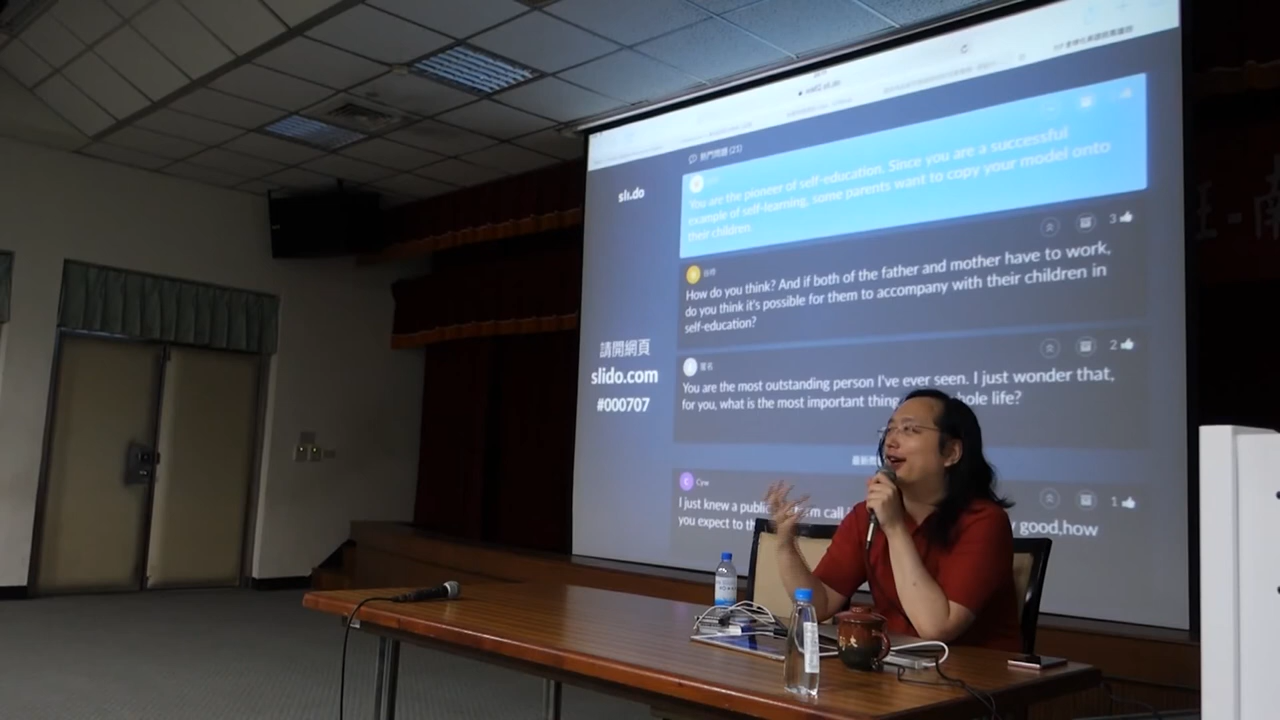 熱門問題 (21)
sli.do
You are the pioneer of self-education. Since you are a successful
example of self-learning, some parents want to copy your model onto
their children.
3
How do you think? And if both of the father and mother have to work,
do you think it's possible for them to accompany with their children in
self-education?
請開網頁
slido.com
#000707
2
匿名
You are the most outstanding person I've ever seen. I just wonder that,
for you, what is the most important thing hole life?
C Cyw
1
I just knew a public m call
you expect to th good,how